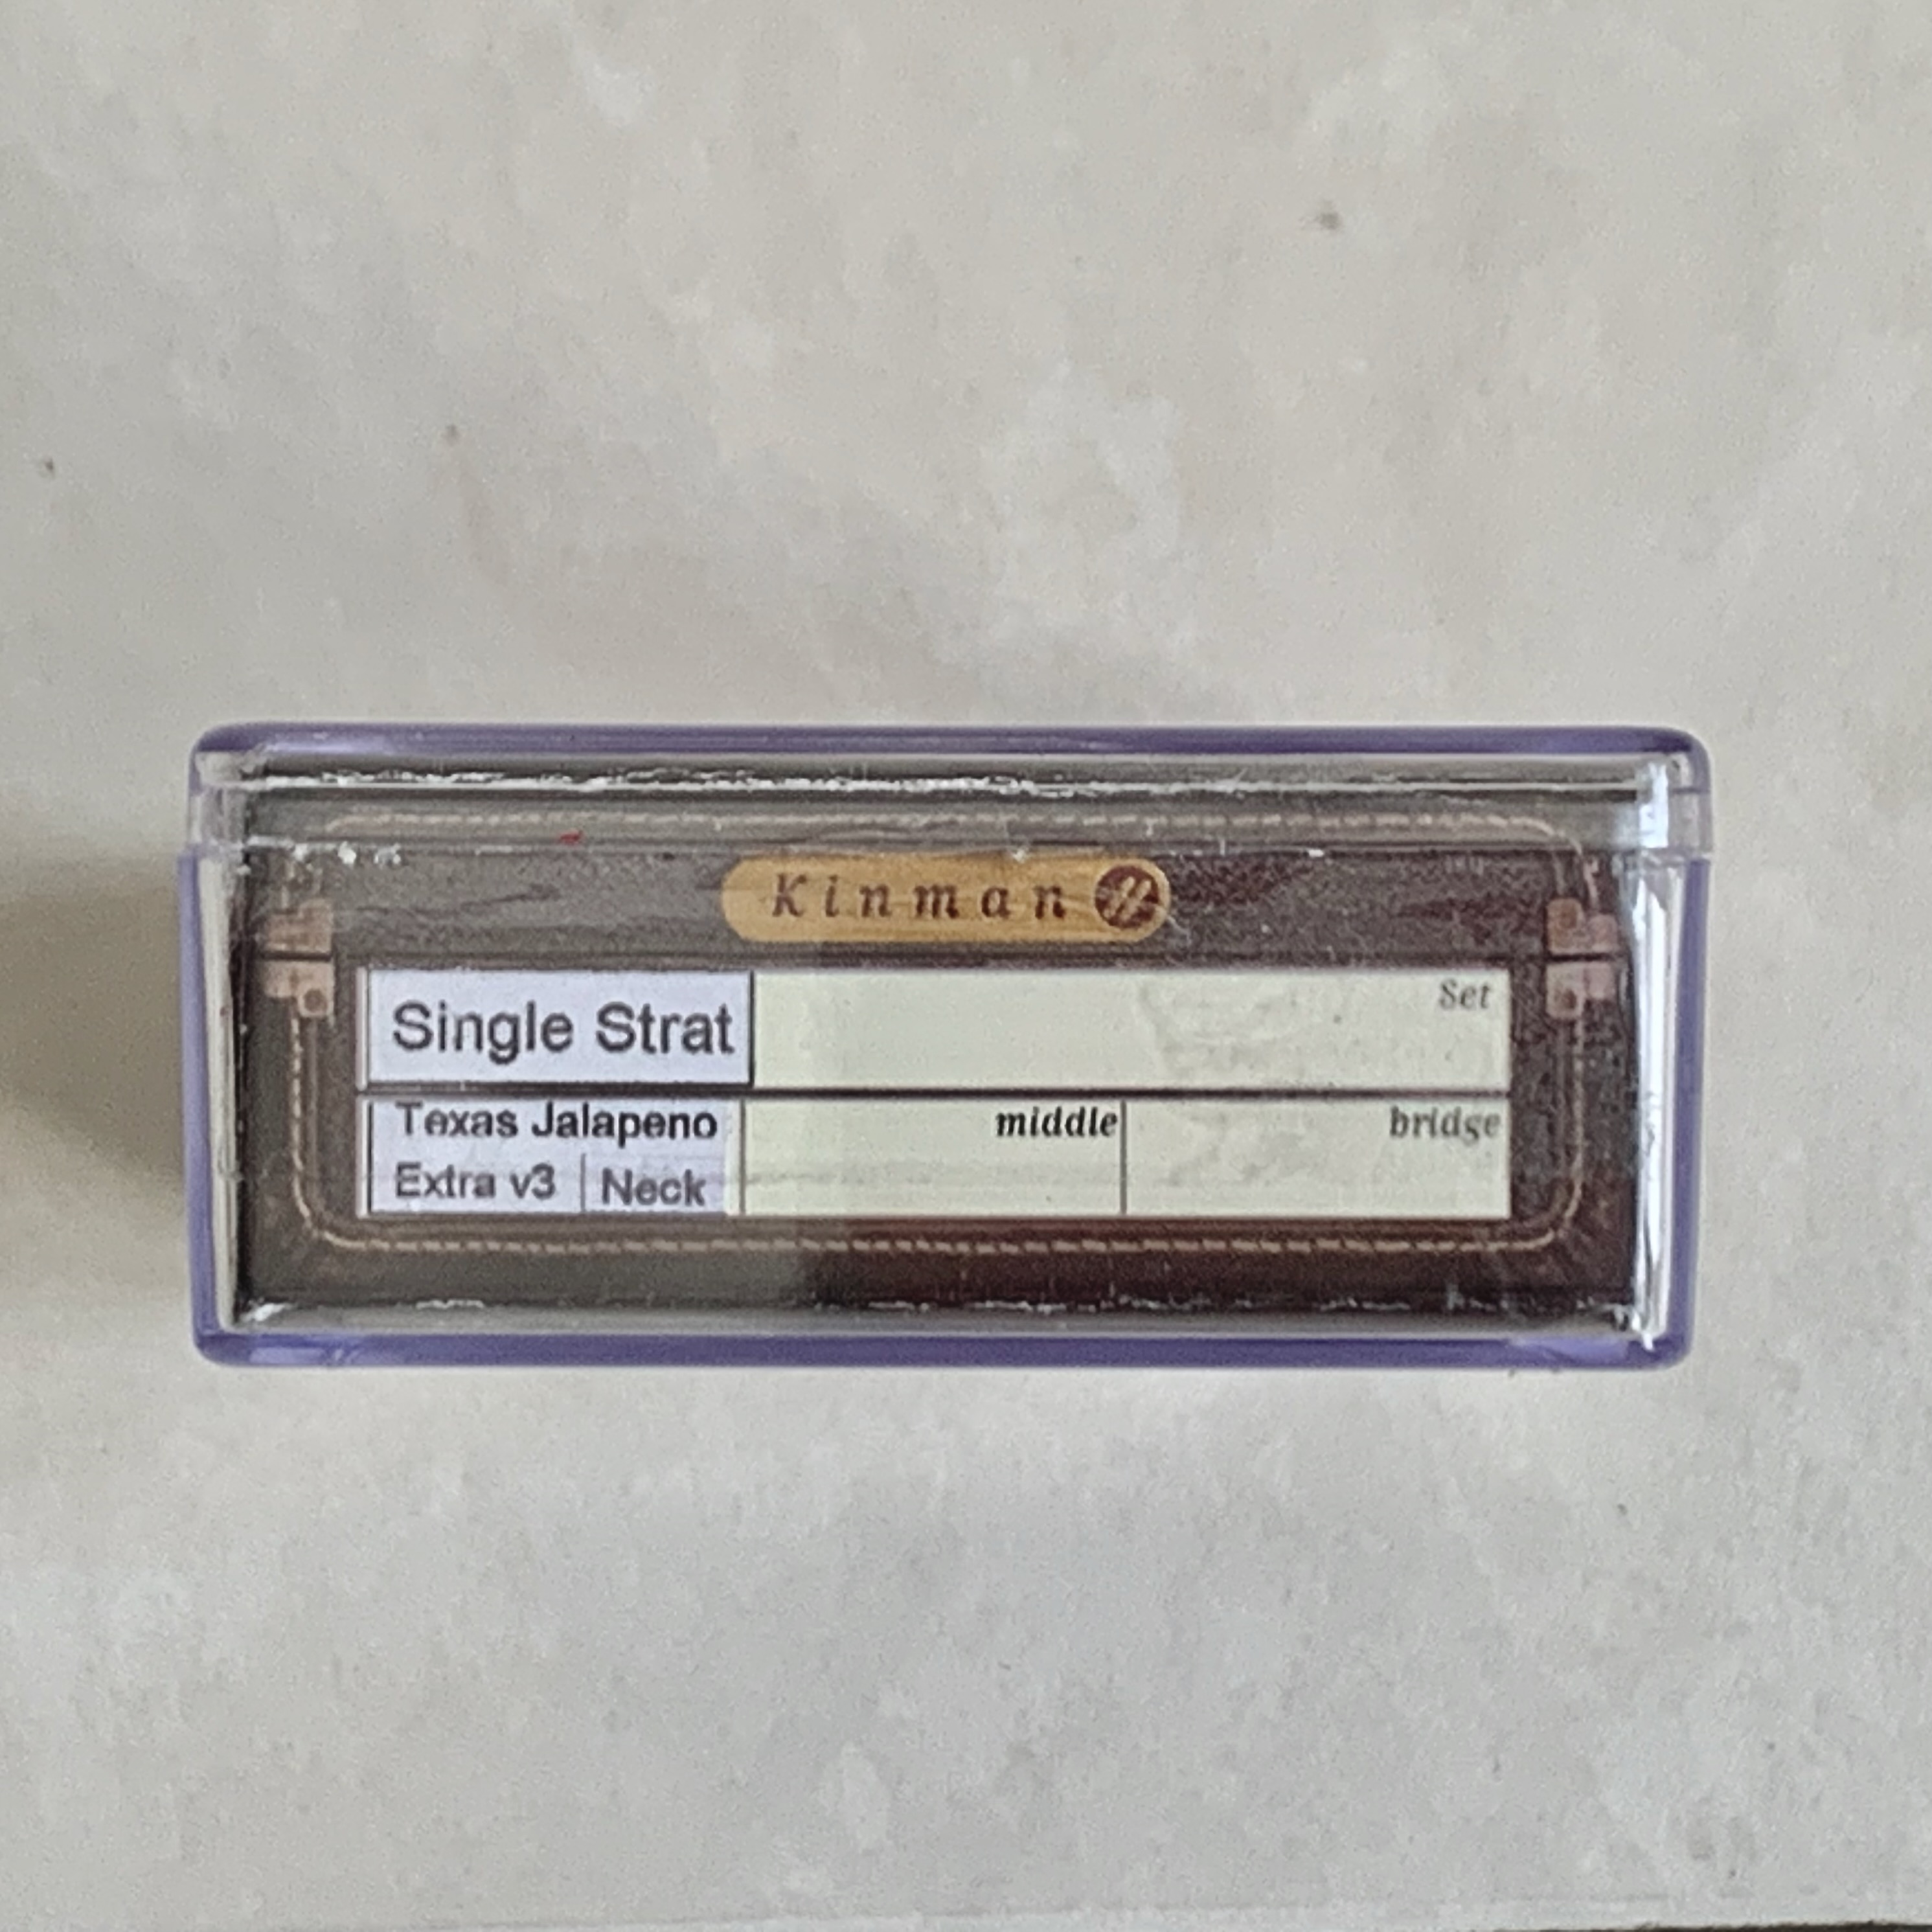 Kinman
Single Strat
Set
Texas Jalapeno
Extra v3 Neck
middle
bridge